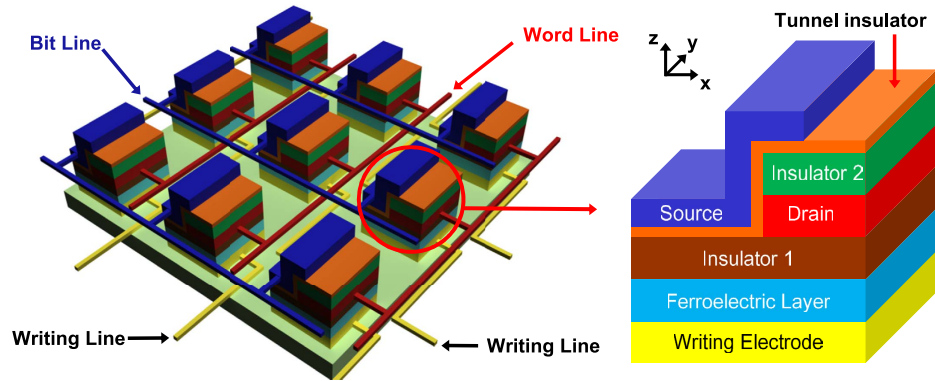 Bit Line
Word Line
Writing Line
Writing Line
Tunnel insulator
z
y
x
Insulator 2
Source
Drain
Insulator 1
Ferroelectric Layer
Writing Electrode